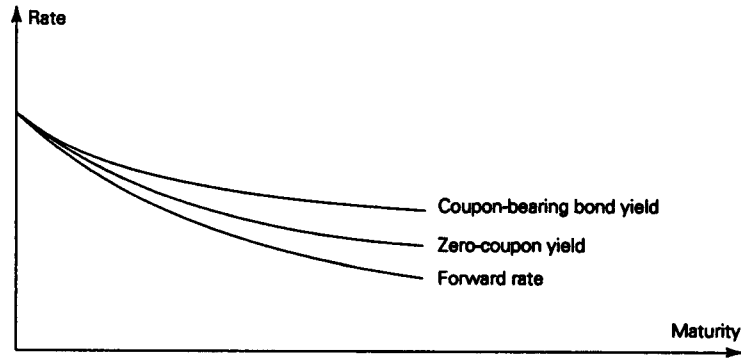 Rate
Coupon-bearing bond yield
Zero-coupon yield
Forward rate
Maturity